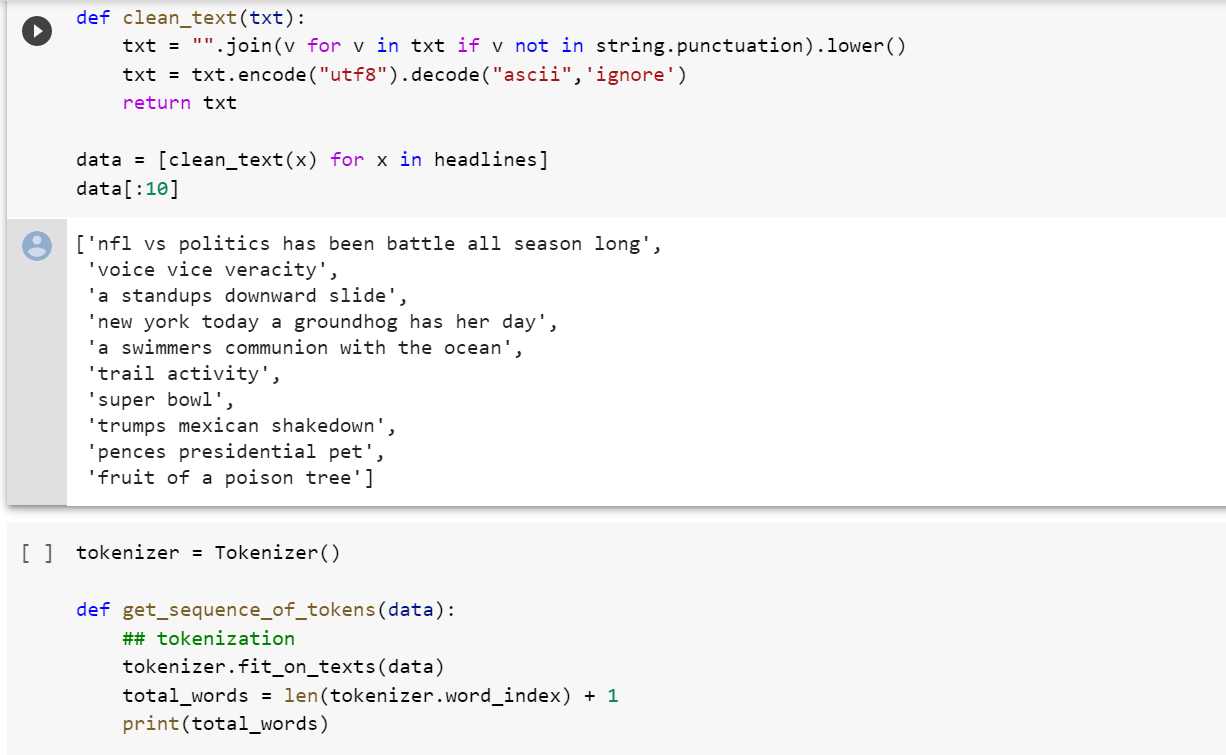 def clean_text(txt):
    txt = "".join(v for v in txt if v not in string.punctuation).lower()
    txt = txt.encode("utf8").decode("ascii",'ignore')
    return txt
data = [clean_text(x) for x in headlines]
data[:10]
['nfl vs politics has been battle all season long',
 'voice vice veracity',
 'a standups downward slide',
 'new york today a groundhog has her day',
 'a swimmers communion with the ocean',
 'trail activity',
 'super bowl',
 'trumps mexican shakedown',
 'pences presidential pet',
 'fruit of a poison tree']
[ ] tokenizer = Tokenizer()
def get_sequence_of_tokens(data):
    ## tokenization
    tokenizer.fit_on_texts(data)
    total_words = len(tokenizer.word_index) + 1
    print(total_words)